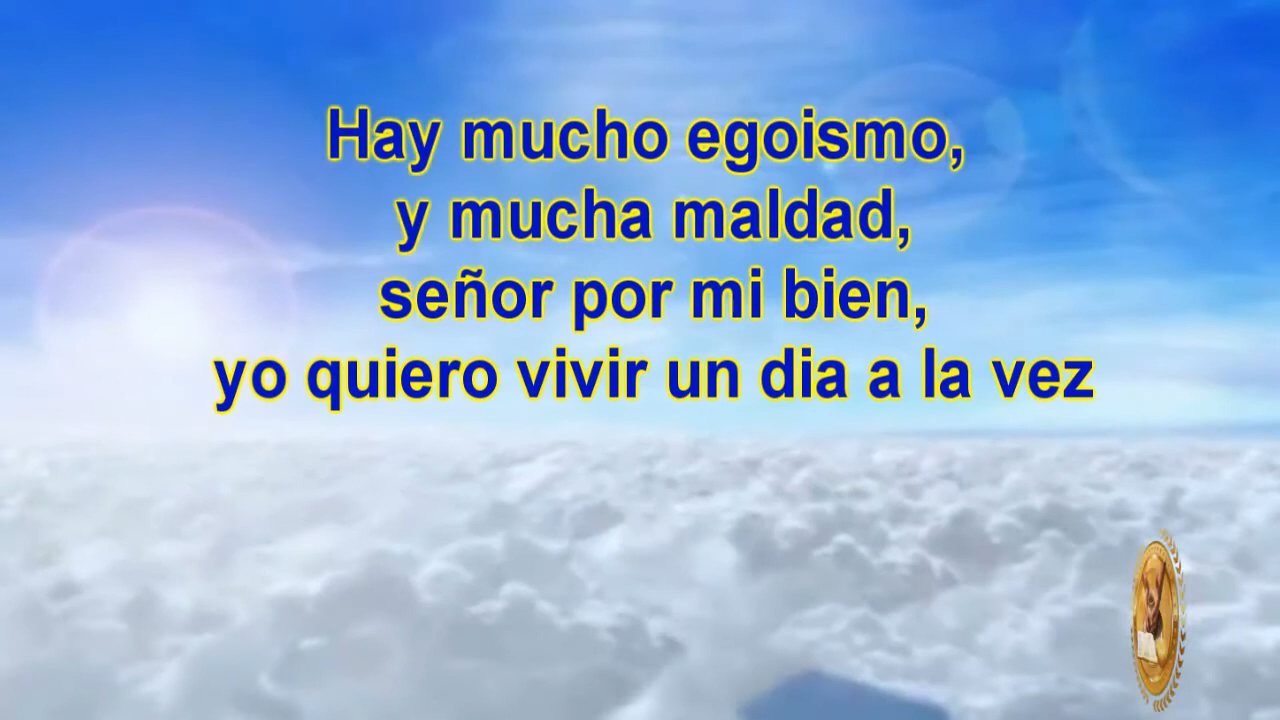 Hay mucho egoismo,
y mucha maldad,
señor por mi bien,
yo quiero vivir un dia a la vez